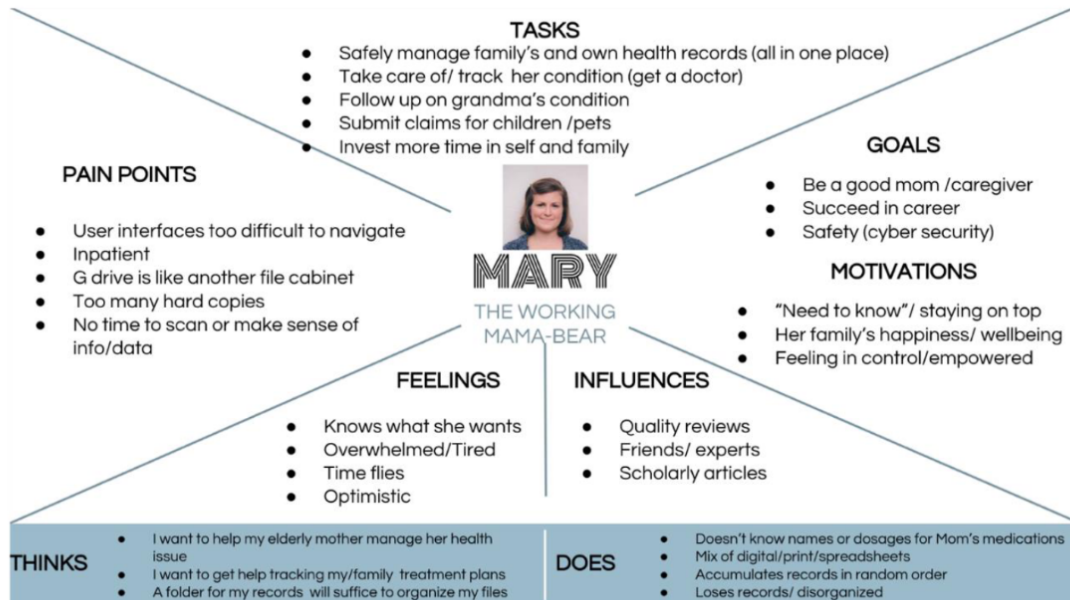 TASKS
● Safely manage family's and own health records (all in one place)
● Take care of/ track her condition (get a doctor)
● Follow up on grandma's condition
● Submit claims for children /pets
● Invest more time in self and family
PAIN POINTS
● User interfaces too difficult to navigate
● Inpatient
● G drive is like another file cabinet
● Too many hard copies
● No time to scan or make sense of
info/data
MARY
THE WORKING
MAMA-BEAR
GOALS
● Be a good mom /caregiver
● Succeed in career
● Safety (cyber security)
MOTIVATIONS
● “Need to know”/ staying on top
● Her family's happiness/ wellbeing
● Feeling in control/empowered
FEELINGS
● Knows what she wants
● Overwhelmed/Tired
● Time flies
● Optimistic
INFLUENCES
● Quality reviews
● Friends/ experts
● Scholarly articles
THINKS
● I want to help my elderly mother manage her health
issue
● I want to get help tracking my/family treatment plans
● A folder for my records will suffice to organize my files
DOES
● Doesn't know names or dosages for Mom's medications
● Mix of digital/print/spreadsheets
● Accumulates records in random order
● Loses records/ disorganized